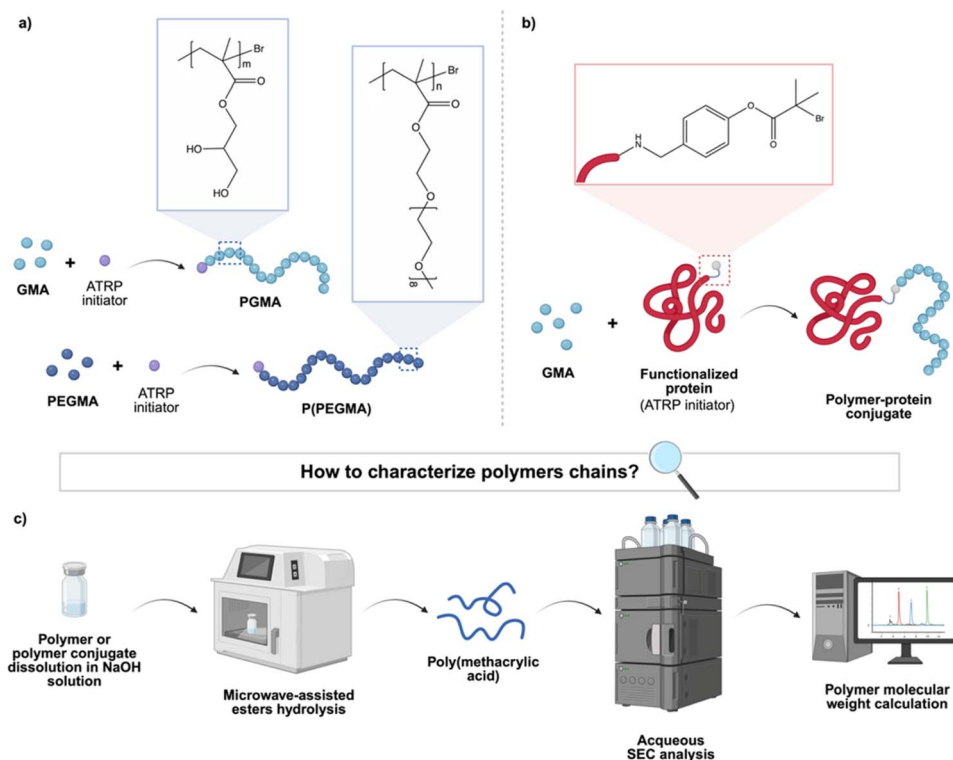 a)
m
Br
O
O
HO
OH
n
Br
O
O
O
O
8
GMA
+
ATRP
initiator
PGMA
PEGMA
+
ATRP
initiator
P(PEGMA)
b)
H
N
O
O
Br
GMA
+
Functionalized
protein
(ATRP initiator)
Polymer-protein
conjugate
How to characterize polymers chains?
c)
Polymer or
polymer conjugate
dissolution in NaOH
solution
Microwave-assisted
esters hydrolysis
Poly(methacrylic
acid)
Acqueous
SEC analysis
Polymer molecular
weight calculation